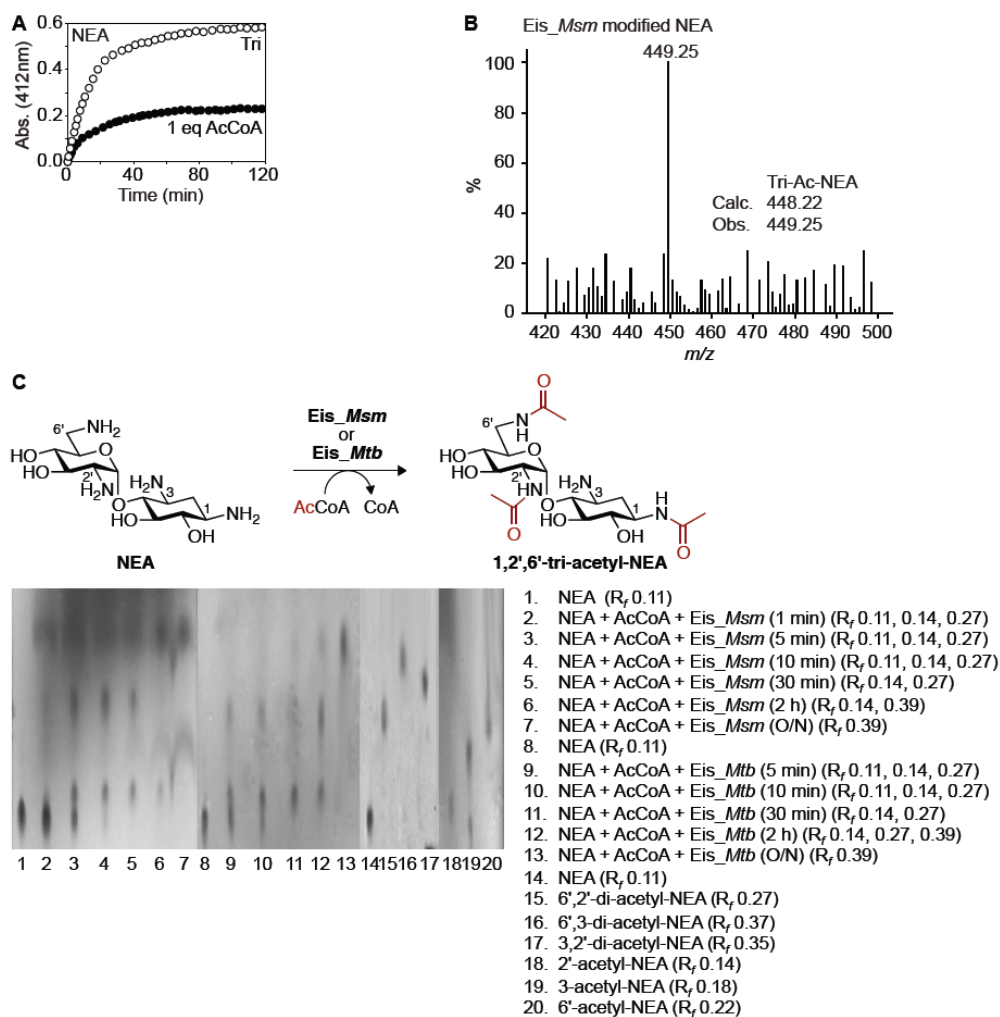 A
NEA
Tri
1 eq AcCoA
Abs. (412nm)
0.6
0.4
0.2
0.0
0 40 80 120
Time (min)
B
Eis_Msm modified NEA
449.25
Tri-Ac-NEA
Calc. 448.22
Obs. 449.25
%
100
80
60
40
20
0
420 430 440 450 460 470 480 490 500
m/z
C
6'
NH2
O
HO
HO
2'
H2N
O
H2N
3
1
NH2
HO
OH
NEA
Eis_Msm
or
Eis_Mtb
AcCoA CoA
O
6'
N
H
O
HO
HO
2'
HN
O
O
H2N
3
1
HO
OH
N
H
O
1,2',6'-tri-acetyl-NEA
1 2 3 4 5 6 7 8 9 10 11 12 13 14 15 16 17 18 19 20
1. NEA (Rf 0.11)
2. NEA + AcCoA + Eis_Msm (1 min) (Rf 0.11, 0.14, 0.27)
3. NEA + AcCoA + Eis_Msm (5 min) (Rf 0.11, 0.14, 0.27)
4. NEA + AcCoA + Eis_Msm (10 min) (Rf 0.11, 0.14, 0.27)
5. NEA + AcCoA + Eis_Msm (30 min) (Rf 0.14, 0.27)
6. NEA + AcCoA + Eis_Msm (2 h) (Rf 0.14, 0.39)
7. NEA + AcCoA + Eis_Msm (O/N) (Rf 0.39)
8. NEA (Rf 0.11)
9. NEA + AcCoA + Eis_Mtb (5 min) (Rf 0.11, 0.14, 0.27)
10. NEA + AcCoA + Eis_Mtb (10 min) (Rf 0.11, 0.14, 0.27)
11. NEA + AcCoA + Eis_Mtb (30 min) (Rf 0.14, 0.27)
12. NEA + AcCoA + Eis_Mtb (2 h) (Rf 0.14, 0.27, 0.39)
13. NEA + AcCoA + Eis_Mtb (O/N) (Rf 0.39)
14. NEA (Rf 0.11)
15. 6',2'-di-acetyl-NEA (Rf 0.27)
16. 6',3-di-acetyl-NEA (Rf 0.37)
17. 3,2'-di-acetyl-NEA (Rf 0.35)
18. 2'-acetyl-NEA (Rf 0.14)
19. 3-acetyl-NEA (Rf 0.18)
20. 6'-acetyl-NEA (Rf 0.22)